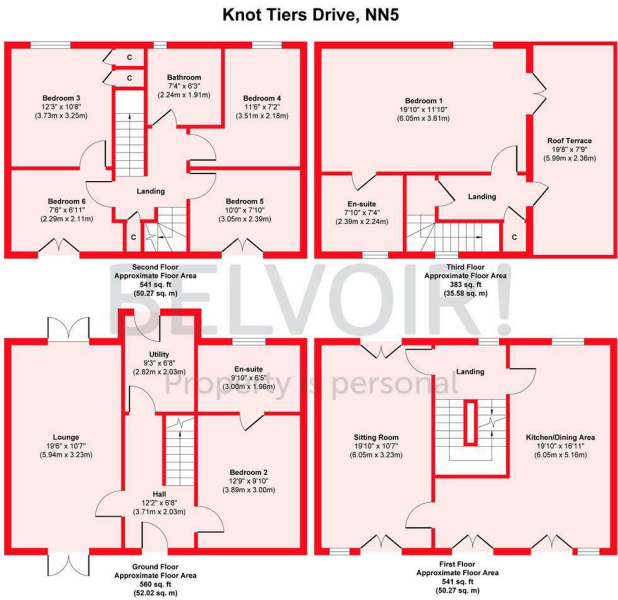 Knot Tiers Drive, NN5
C
C
Bedroom 3
12'3" x 10'8"
(3.73m x 3.25m)
Bathroom
7'4" x 6'3"
(2.24m x 1.91m)
Bedroom 4
11'6" x 7'2"
(3.51m x 2.18m)
Landing
Bedroom 6
7'6" x 6'11"
(2.29m x 2.11m)
Bedroom 5
10'0" x 7'10"
(3.05m x 2.39m)
C
Second Floor
Approximate Floor Area
541 sq. ft
(50.27 sq. m)
Bedroom 1
19'10" x 11'10"
(6.05m x 3.61m)
Roof Terrace
19'8" x 7'9"
(5.99m x 2.36m)
En-suite
7'10" x 7'4"
(2.39m x 2.24m)
Landing
C
Third Floor
Approximate Floor Area
383 sq. ft
(35.58 sq. m)
BELVOIR!
Property is personal
Utility
9'3" x 6'8"
(2.82m x 2.03m)
En-suite
9'10" x 6'5"
(3.00m x 1.96m)
Lounge
19'6" x 10'7"
(5.94m x 3.23m)
Bedroom 2
12'9" x 9'10"
(3.89m x 3.00m)
Hall
12'2" x 6'8"
(3.71m x 2.03m)
Ground Floor
Approximate Floor Area
560 sq. ft
(52.02 sq. m)
Landing
Sitting Room
19'10" x 10'7"
(6.05m x 3.23m)
Kitchen/Dining Area
19'10" x 16'11"
(6.05m x 5.16m)
First Floor
Approximate Floor Area
541 sq. ft
(50.27 sq. m)